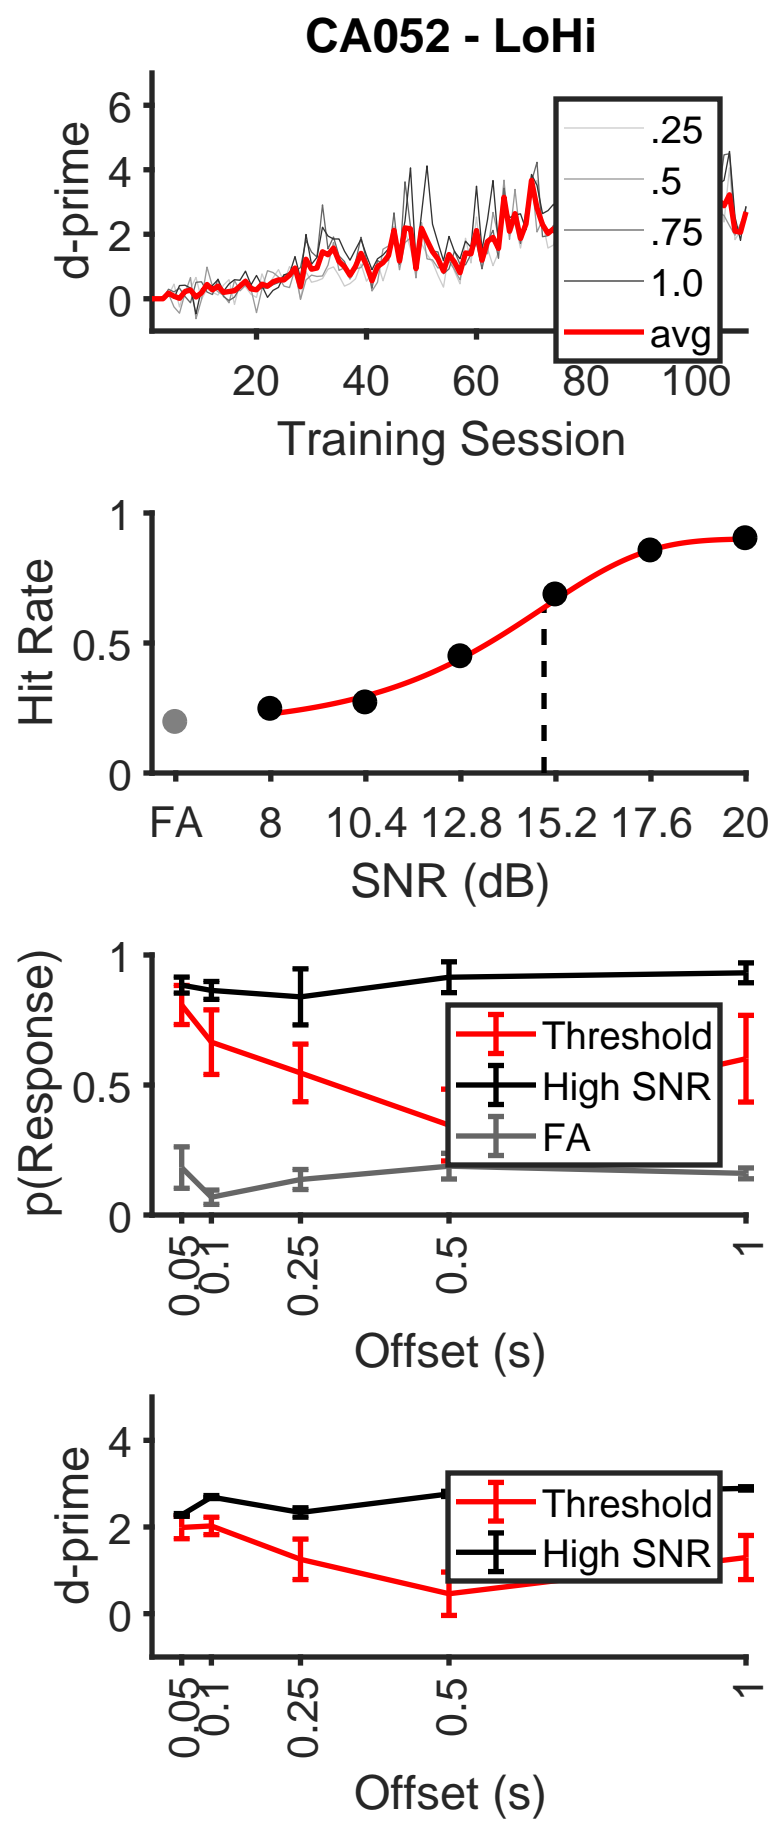 CA052 - LoHi
d-prime
6
4
2
0
.25
.5
.75
1.0
avg
20 40 60 80 100
Training Session
Hit Rate
1
0.5
0
FA 8 10.4 12.8 15.2 17.6 20
SNR (dB)
p(Response)
1
0.5
0
Threshold
High SNR
FA
0.05 0.1 0.25 0.5 1
Offset (s)
d-prime
4
2
0
Threshold
High SNR
0.05 0.1 0.25 0.5 1
Offset (s)